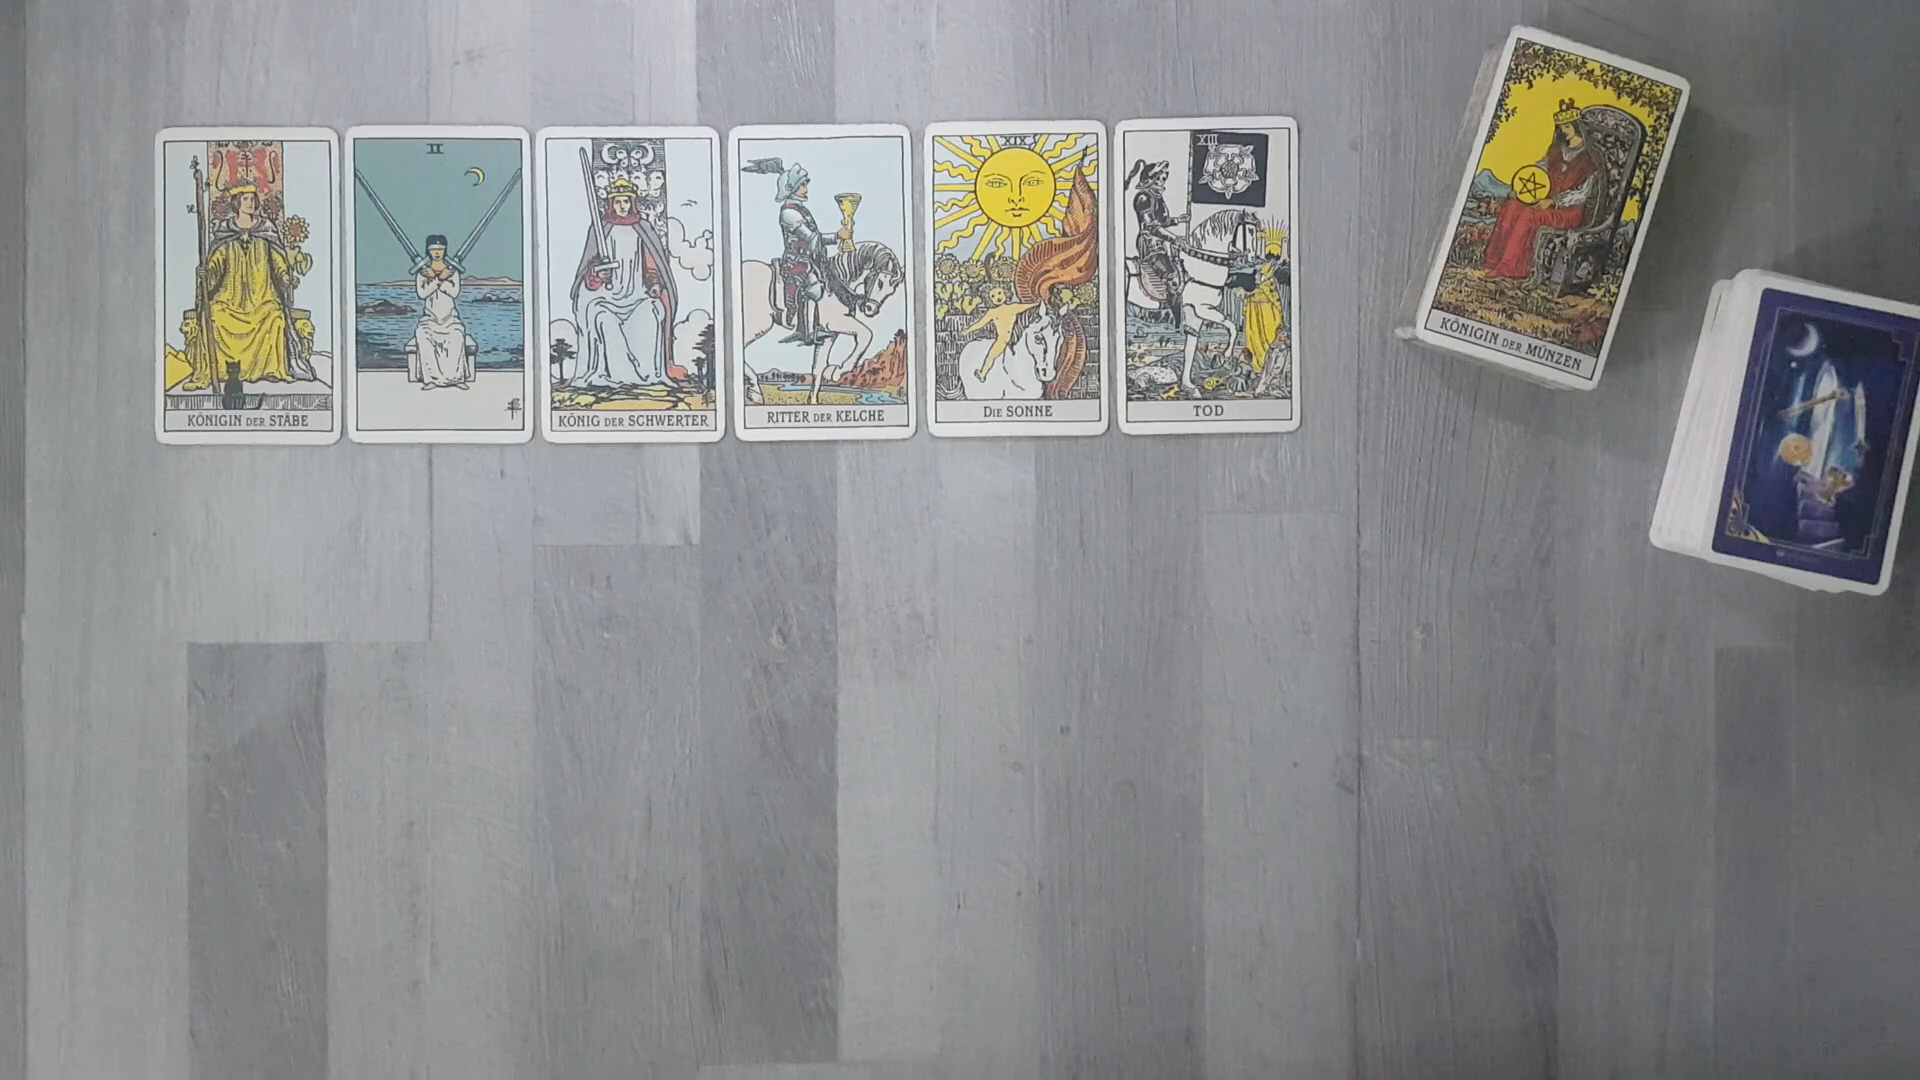 KÖNIGIN DER STÄBE
II
KÖNIG DER SCHWERTER
RITTER DER KELCHE
XIX
DIE SONNE
XIII
TOD
KÖNIGIN DER MÜNZEN